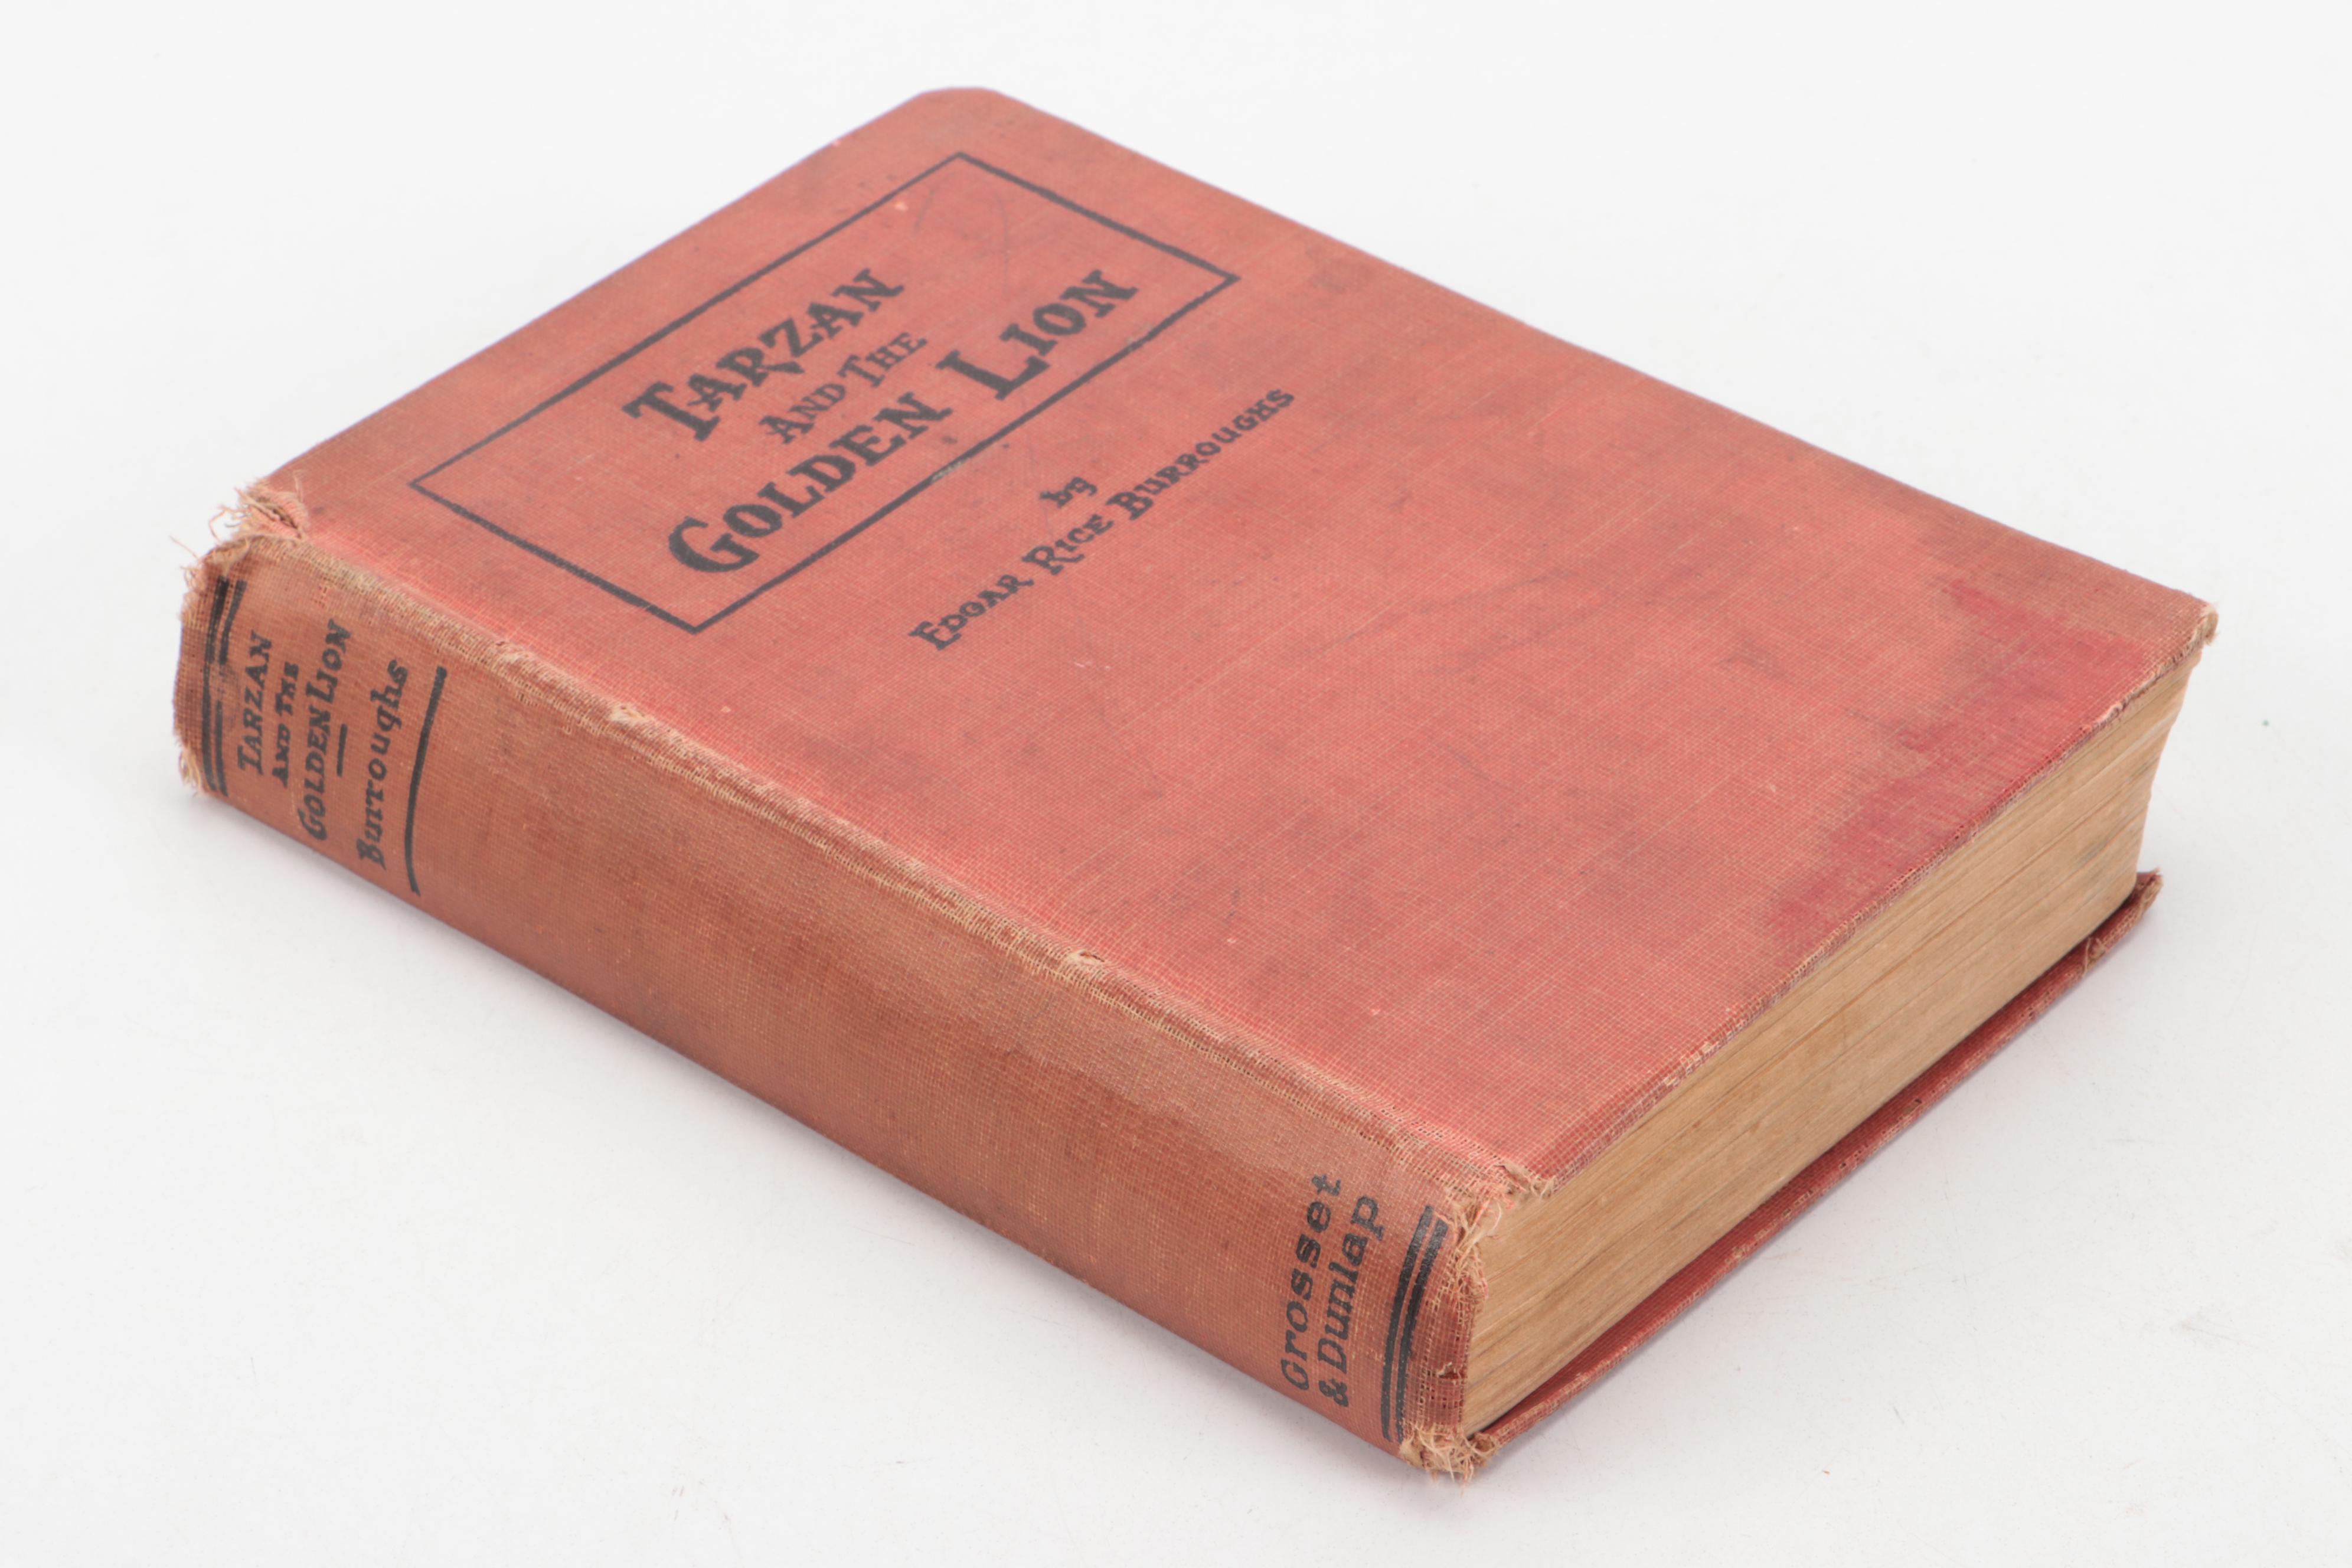 TARZAN
AND THE
GOLDEN LION
by
EDGAR RICE BURROUGHS
TARZAN
AND THE
GOLDEN LION
Burroughs
Grosset
& Dunlap